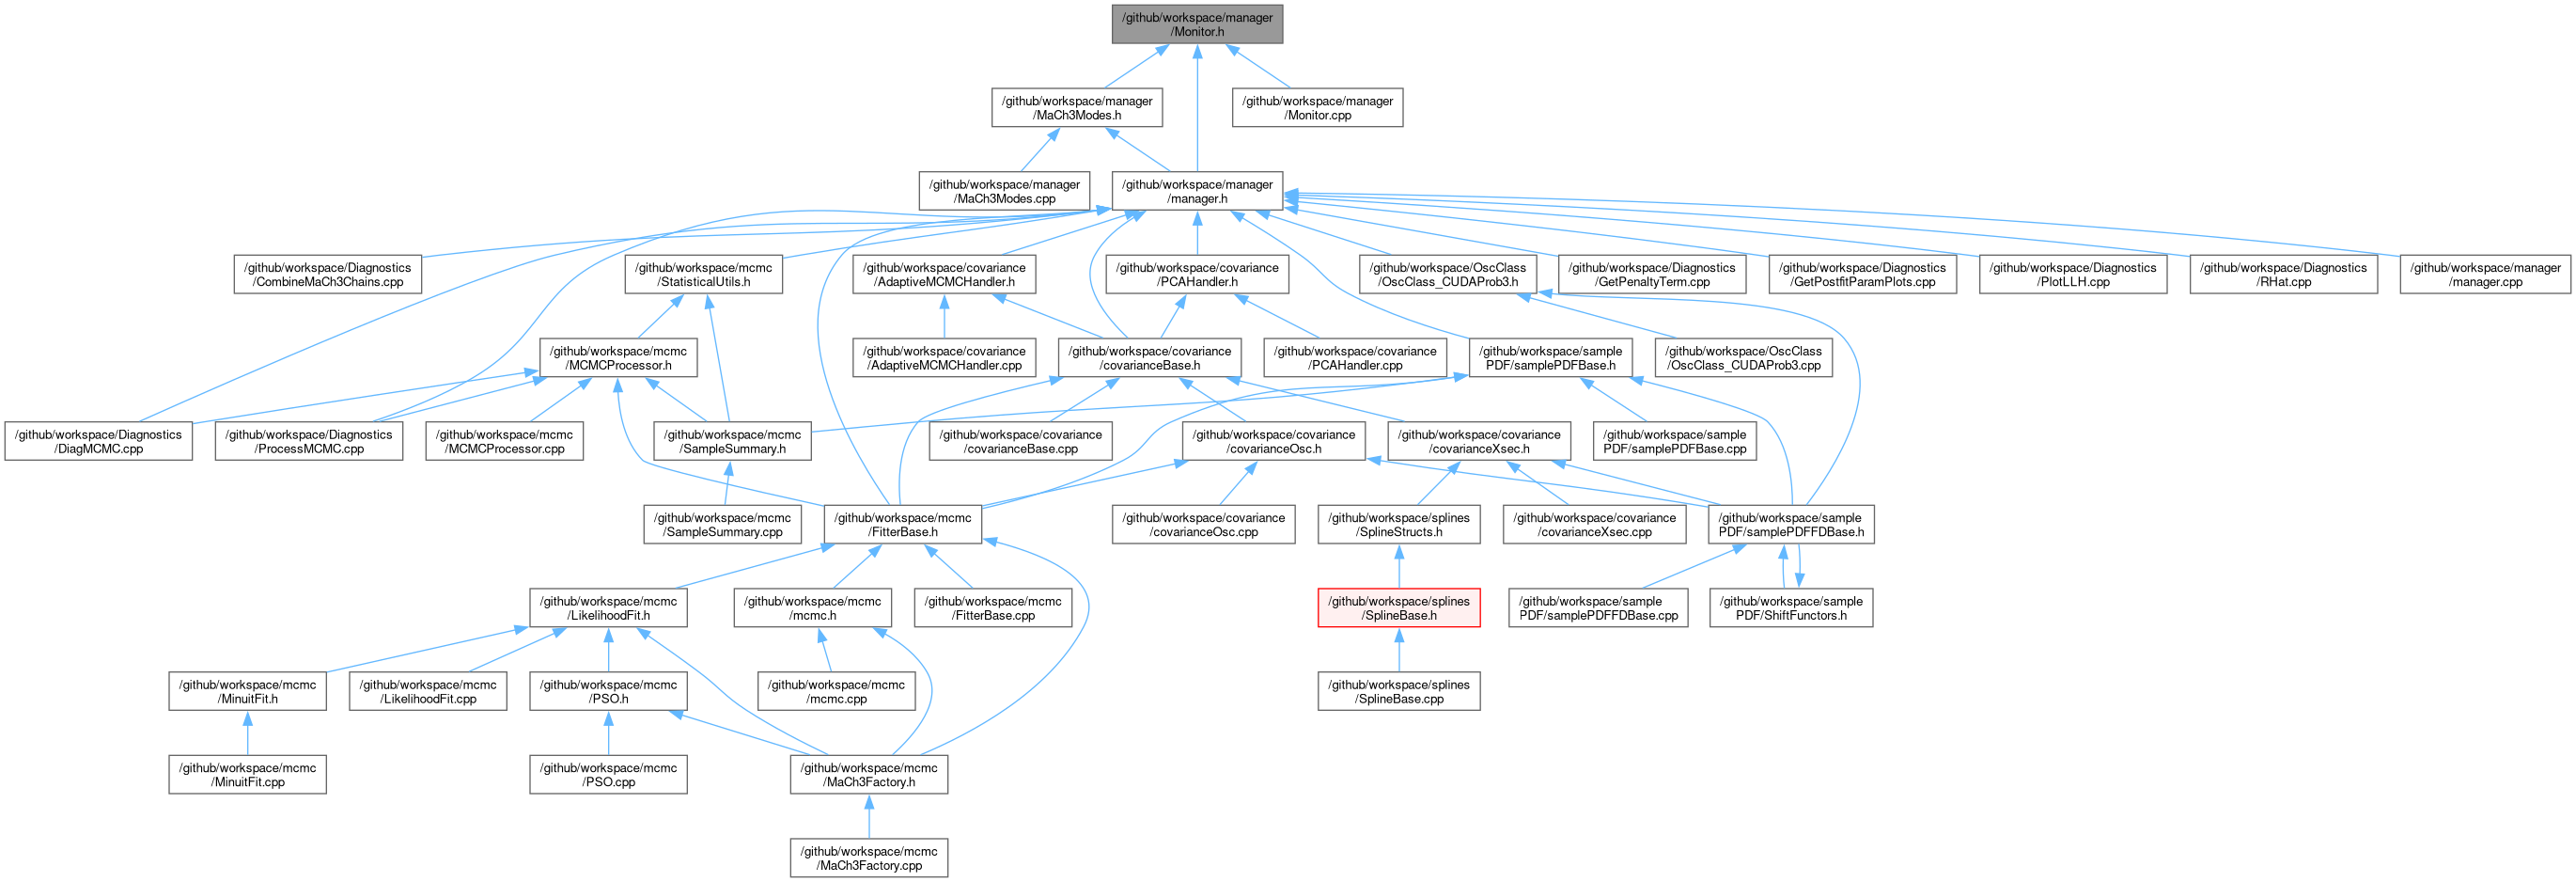 /github/workspace/manager
/Monitor.h
/github/workspace/manager
/MaCh3Modes.h
/github/workspace/manager
/Monitor.cpp
/github/workspace/manager
/MaCh3Modes.cpp
/github/workspace/manager
/manager.h
/github/workspace/Diagnostics
/CombineMaCh3Chains.cpp
/github/workspace/mcmc
/StatisticalUtils.h
/github/workspace/covariance
/AdaptiveMCMCHandler.h
/github/workspace/covariance
/PCAHandler.h
/github/workspace/OscClass
/OscClass_CUDAProb3.h
/github/workspace/Diagnostics
/GetPenaltyTerm.cpp
/github/workspace/Diagnostics
/GetPostfitParamPlots.cpp
/github/workspace/Diagnostics
/PlotLLH.cpp
/github/workspace/Diagnostics
/RHat.cpp
/github/workspace/manager
/manager.cpp
/github/workspace/mcmc
/MCMCProcessor.h
/github/workspace/covariance
/AdaptiveMCMCHandler.cpp
/github/workspace/covariance
/covarianceBase.h
/github/workspace/covariance
/PCAHandler.cpp
/github/workspace/sample
PDF/samplePDFBase.h
/github/workspace/OscClass
/OscClass_CUDAProb3.cpp
/github/workspace/Diagnostics
/DiagMCMC.cpp
/github/workspace/Diagnostics
/ProcessMCMC.cpp
/github/workspace/mcmc
/MCMCProcessor.cpp
/github/workspace/mcmc
/SampleSummary.h
/github/workspace/covariance
/covarianceBase.cpp
/github/workspace/covariance
/covarianceOsc.h
/github/workspace/covariance
/covarianceXsec.h
/github/workspace/sample
PDF/samplePDFBase.cpp
/github/workspace/mcmc
/SampleSummary.cpp
/github/workspace/mcmc
/FitterBase.h
/github/workspace/covariance
/covarianceOsc.cpp
/github/workspace/splines
/SplineStructs.h
/github/workspace/covariance
/covarianceXsec.cpp
/github/workspace/sample
PDF/samplePDFFDBase.h
/github/workspace/mcmc
/LikelihoodFit.h
/github/workspace/mcmc
/mcmc.h
/github/workspace/mcmc
/FitterBase.cpp
/github/workspace/splines
/SplineBase.h
/github/workspace/sample
PDF/samplePDFFDBase.cpp
/github/workspace/sample
PDF/ShiftFunctors.h
/github/workspace/mcmc
/MinuitFit.h
/github/workspace/mcmc
/LikelihoodFit.cpp
/github/workspace/mcmc
/PSO.h
/github/workspace/mcmc
/mcmc.cpp
/github/workspace/splines
/SplineBase.cpp
/github/workspace/mcmc
/MinuitFit.cpp
/github/workspace/mcmc
/PSO.cpp
/github/workspace/mcmc
/MaCh3Factory.h
/github/workspace/mcmc
/MaCh3Factory.cpp